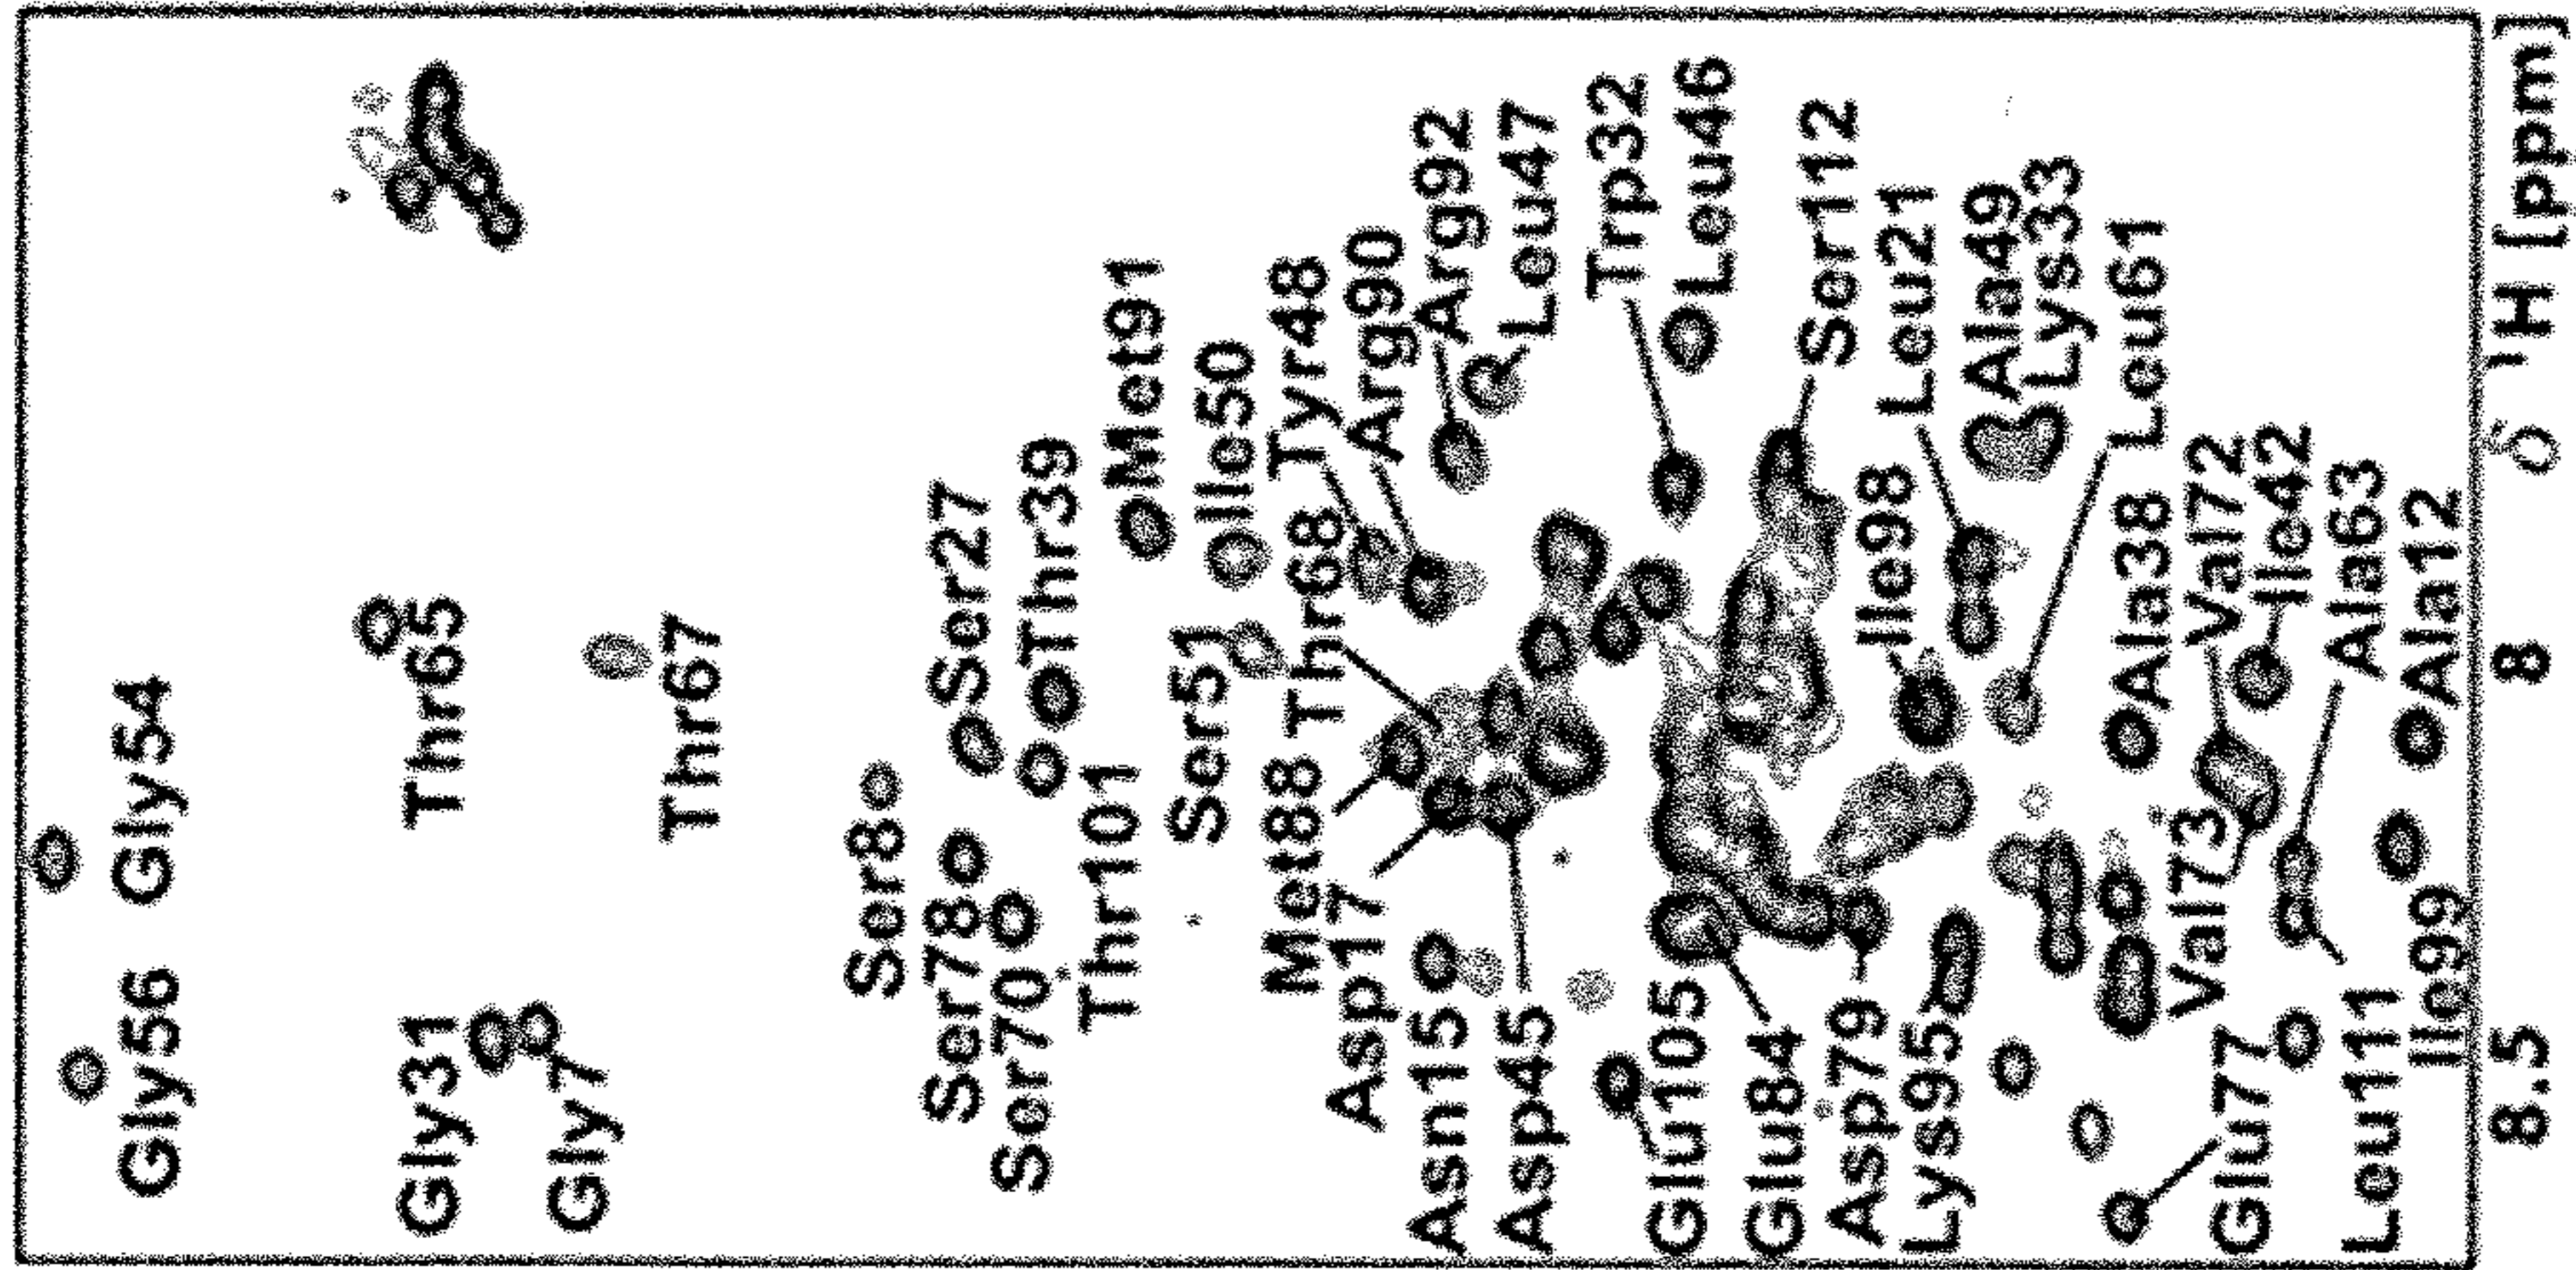 Gly56
Gly54
Gly31
Gly7
Thr65
Thr67
Ser8
Ser78
Ser70
Ser27
Thr39
Thr101
Met91
Ile50
Ser51
Tyr48
Thr68
Arg90
Arg92
Leu47
Met88
Asp17
Asn15
Asp45
Trp32
Leu46
Glu105
Glu84
Ser112
Asp79
Lys95
Ile98
Leu21
Ala49
Lys33
Leu61
Ala38
Val72
Val73
Ile42
Ala63
Ala12
Glu77
Leu111
Ile99
8.5
8
δ ¹H [ppm]